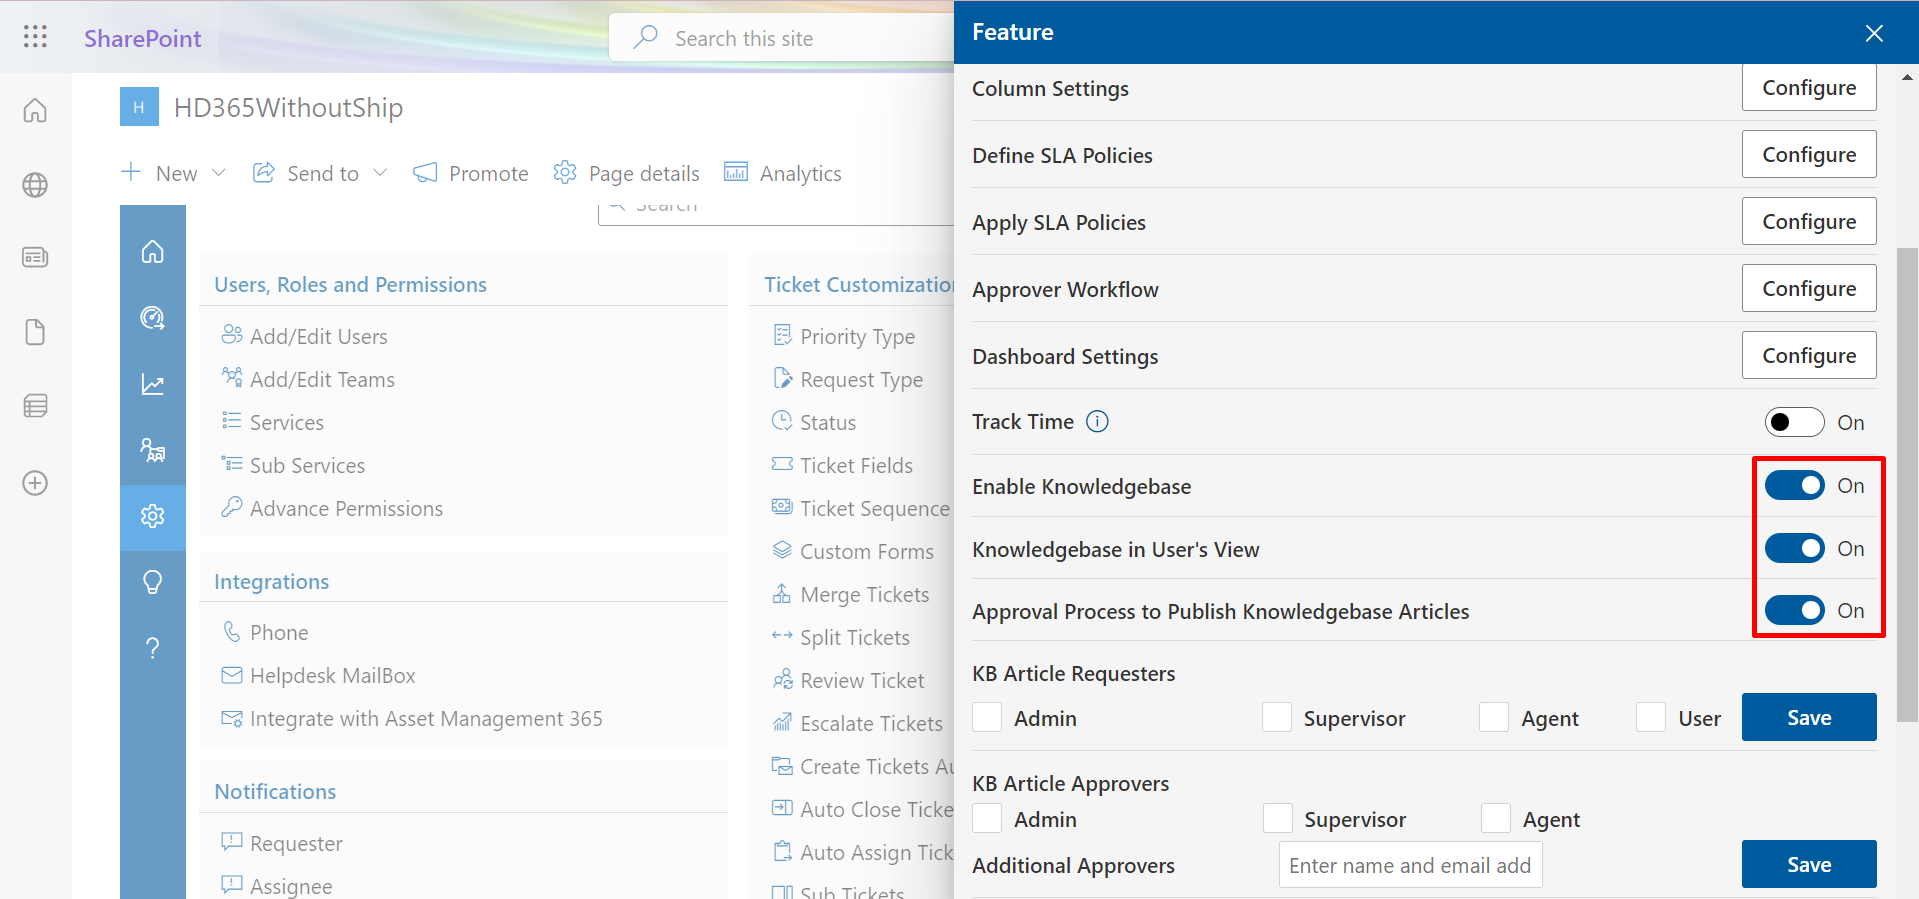 SharePoint
Search this site
H
HD365WithoutShip
New
Send to
Promote
Page details
Analytics
Search
Users, Roles and Permissions
Add/Edit Users
Add/Edit Teams
Services
Sub Services
Advance Permissions
Integrations
Phone
Helpdesk MailBox
Integrate with Asset Management 365
Notifications
Requester
Assignee
Ticket Customizatio
Priority Type
Request Type
Status
Ticket Fields
Ticket Sequence
Custom Forms
Merge Tickets
Split Tickets
Review Ticket
Escalate Tickets
Create Tickets Au
Auto Close Ticke
Auto Assign Tick
Sub Tickets
Feature
Column Settings
Configure
Define SLA Policies
Configure
Apply SLA Policies
Configure
Approver Workflow
Configure
Dashboard Settings
Configure
Track Time
On
Enable Knowledgebase
On
Knowledgebase in User's View
On
Approval Process to Publish Knowledgebase Articles
On
KB Article Requesters
Admin
Supervisor
Agent
User
Save
KB Article Approvers
Admin
Supervisor
Agent
Additional Approvers
Enter name and email add
Save